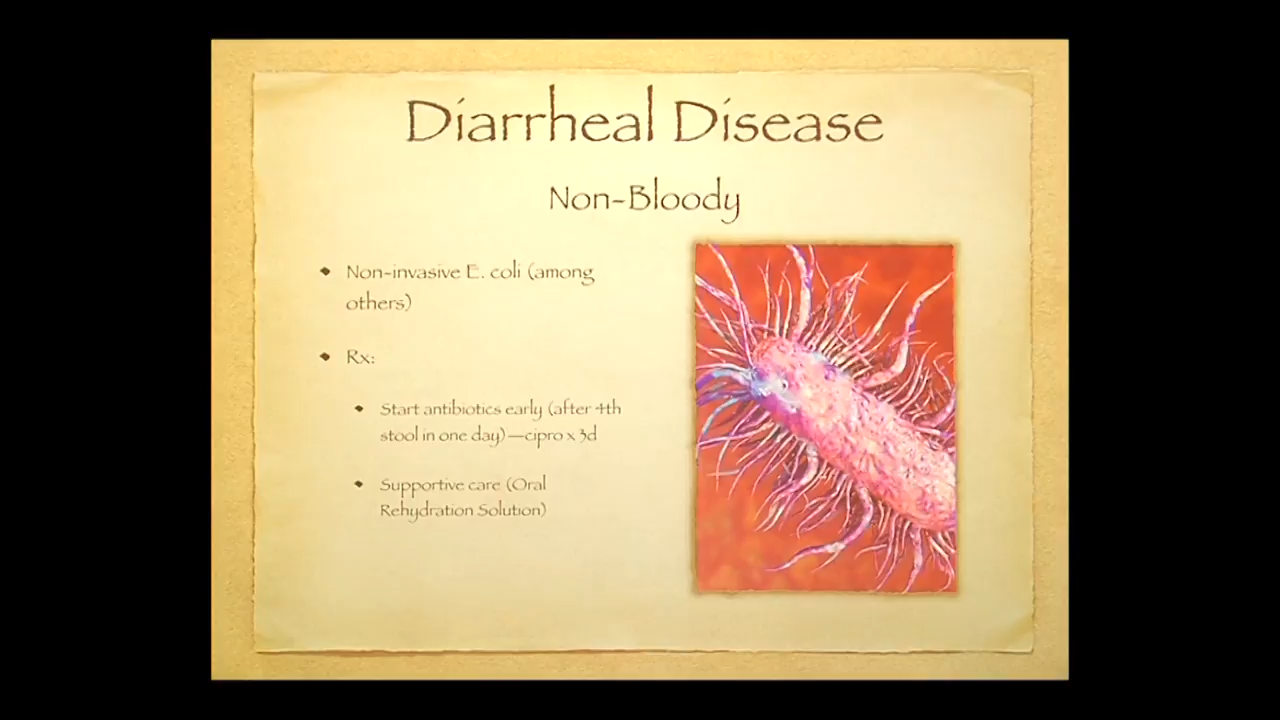 Diarrheal Disease
Non-Bloody
Non-invasive E. coli (among
others)
Rx:
Start antibiotics early (after 4th
stool in one day)—cipro x 3d
Supportive care (Oral
Rehydration Solution)